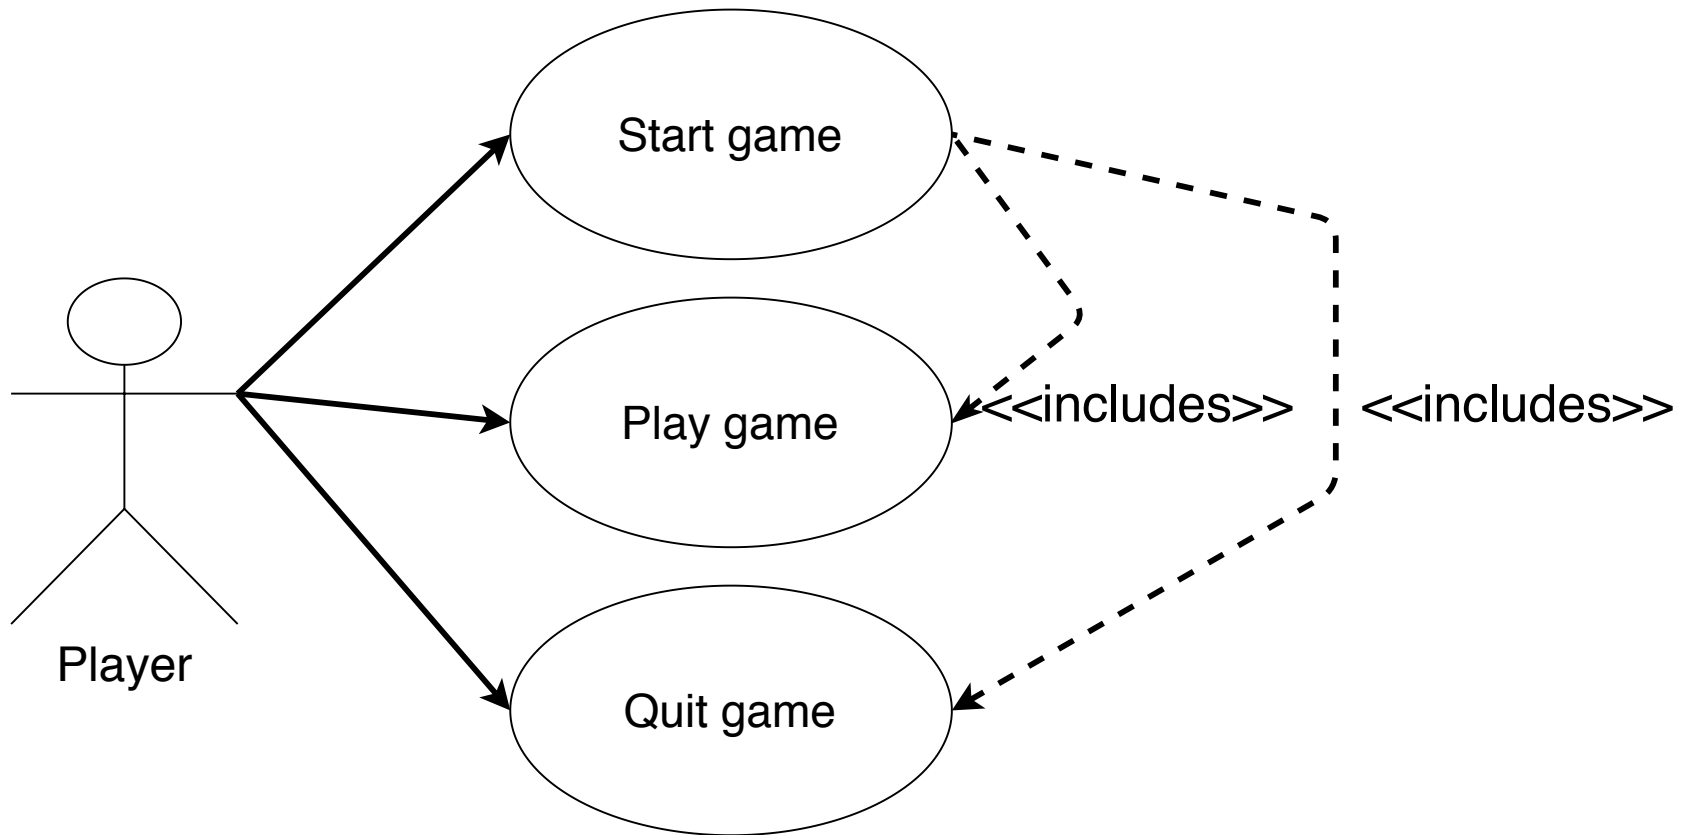 Start game
Play game
<<includes>>
<<includes>>
Player
Quit game